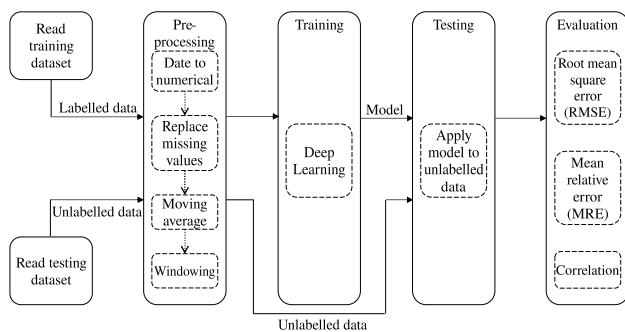 Read
training
dataset
Labelled data
Unlabelled data
Read testing
dataset
Pre-
processing
Date to
numerical
Replace
missing
values
Moving
average
Windowing
Training
Deep
Learning
Model
Unlabelled data
Testing
Apply
model to
unlabelled
data
Evaluation
Root mean
square
error
(RMSE)
Mean
relative
error
(MRE)
Correlation